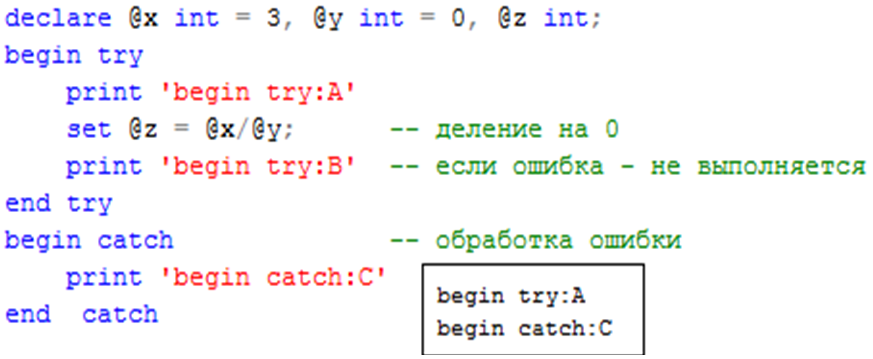 declare @x int = 3, @y int = 0, @z int;
begin try
print 'begin try:A'
set @z = @x/@y; -- деление на 0
print 'begin try:B' -- если ошибка - не выполняется
end try
begin catch -- обработка ошибки
print 'begin catch:C'
end catch
begin try:A
begin catch:C